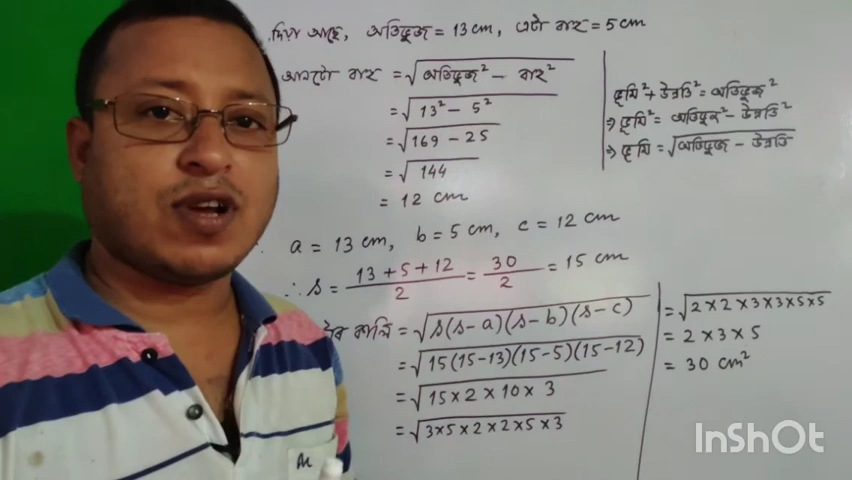 দিয়া আছে, অতিভুজ = 13 cm, এটা বাহু = 5 cm
আনটো বাহু = √অতিভুজ² − বাহু²
= √13² − 5²
= √169 − 25
= √144
= 12 cm
ভূমি² + উন্নতি² = অতিভুজ²
⇒ ভূমি² = অতিভুজ² − উন্নতি²
⇒ ভূমি = √অতিভুজ − উন্নতি
∴ a = 13 cm, b = 5 cm, c = 12 cm
∴ s = 13 + 5 + 12 / 2 = 30 / 2 = 15 cm
কালি = √s(s−a)(s−b)(s−c)
= √15(15−13)(15−5)(15−12)
= √15 × 2 × 10 × 3
= √3×5×2×2×5×3
= √2×2×3×3×5×5
= 2 × 3 × 5
= 30 cm²
InShOt